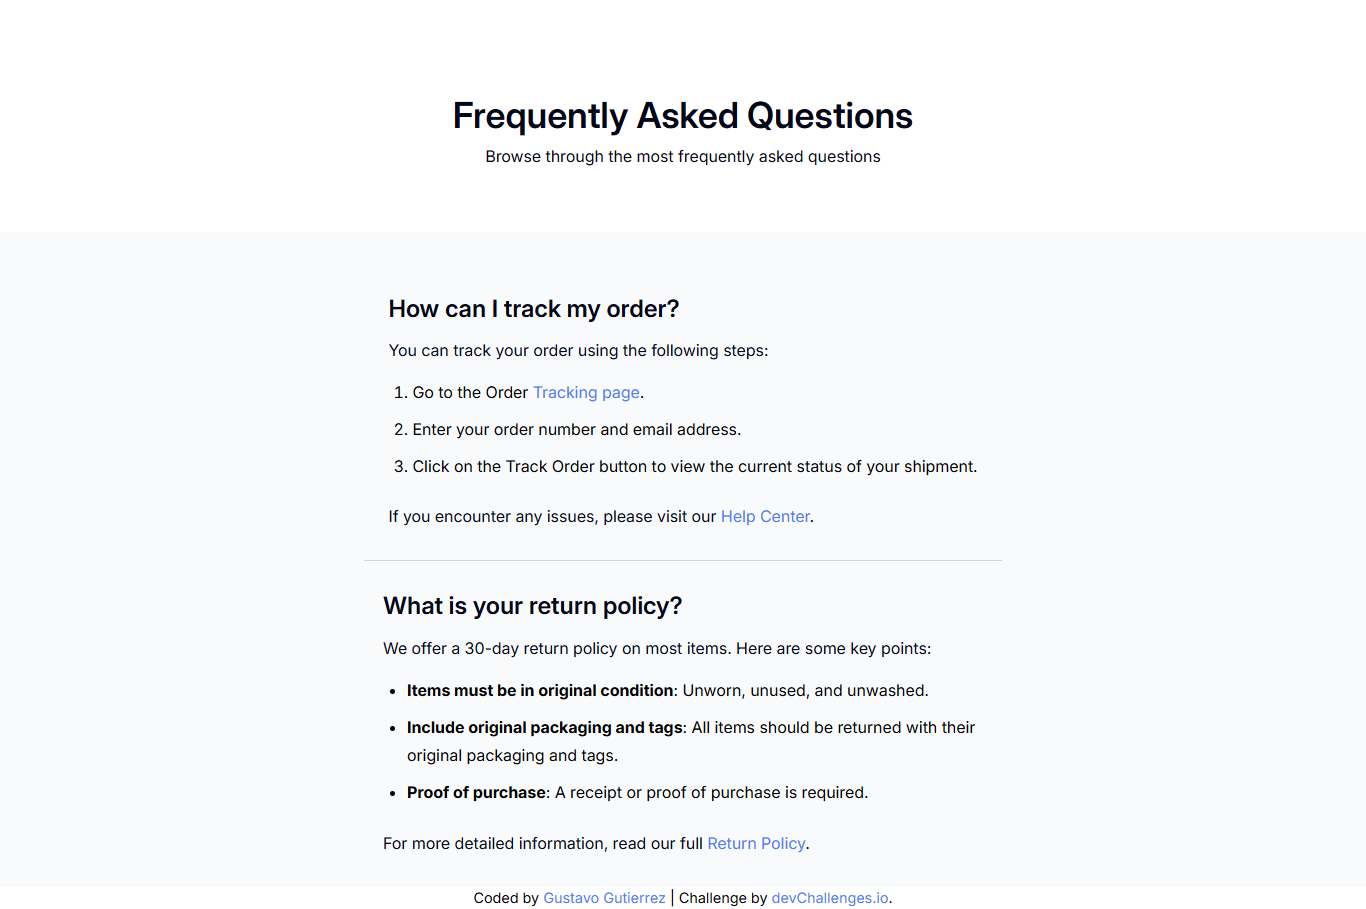 Frequently Asked Questions
Browse through the most frequently asked questions
How can I track my order?
You can track your order using the following steps:
1. Go to the Order Tracking page.
2. Enter your order number and email address.
3. Click on the Track Order button to view the current status of your shipment.
If you encounter any issues, please visit our Help Center.
What is your return policy?
We offer a 30-day return policy on most items. Here are some key points:
• Items must be in original condition: Unworn, unused, and unwashed.
• Include original packaging and tags: All items should be returned with their
original packaging and tags.
• Proof of purchase: A receipt or proof of purchase is required.
For more detailed information, read our full Return Policy.
Coded by Gustavo Gutierrez | Challenge by devChallenges.io.